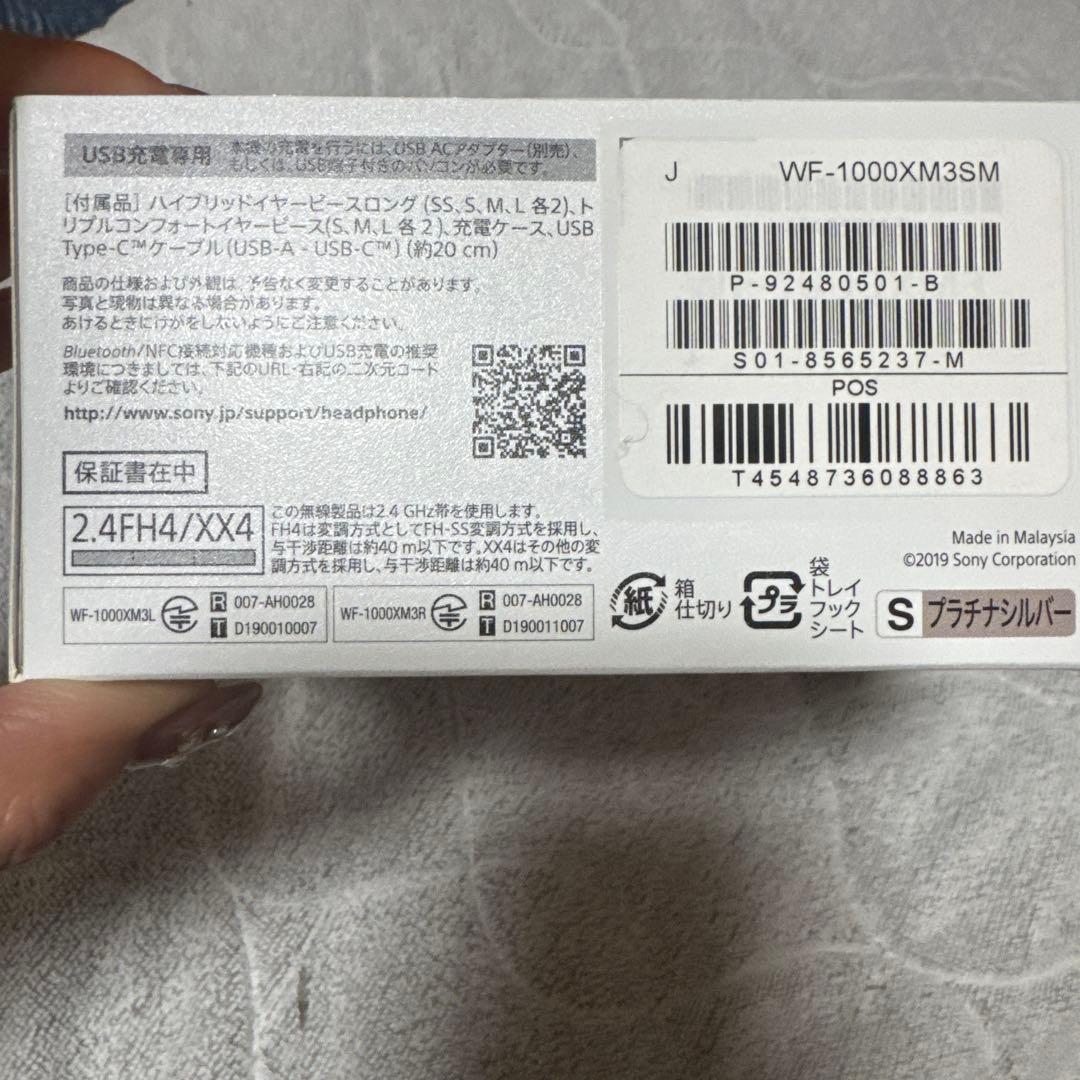 USB充電専用
本機の充電を行うには、USB ACアダプター(別売)、
もしくは、USB端子付きのパソコンが必要です。
[付属品] ハイブリッドイヤーピースロング (SS、S、M、L 各2)、ト
リプルコンフォートイヤーピース(S、M、L 各2)、充電ケース、USB
Type-C™ケーブル(USB-A - USB-C™) (約20 cm)
商品の仕様および外観は、予告なく変更することがあります。
写真と現物は異なる場合があります。
あけるときにけがをしないようにご注意ください。
Bluetooth/NFC接続対応機種およびUSB充電の推奨
環境につきましては、下記のURL・右記の二次元コード
よりご確認ください。
http://www.sony.jp/support/headphone/
保証書在中
2.4FH4/XX4
この無線製品は2.4 GHz帯を使用します。
FH4は変調方式としてFH-SS変調方式を採用し、
与干渉距離は約40 m以下です。XX4はその他の変
調方式を採用し、与干渉距離は約40 m以下です。
WF-1000XM3L
R 007-AH0028
T D190010007
WF-1000XM3R
R 007-AH0028
T D190011007
J WF-1000XM3SM
P-92480501-B
S01-8565237-M
POS
T4548736088863
Made in Malaysia
©2019 Sony Corporation
紙
箱
仕切り
プラ
袋
トレイ
フック
シート
S プラチナシルバー